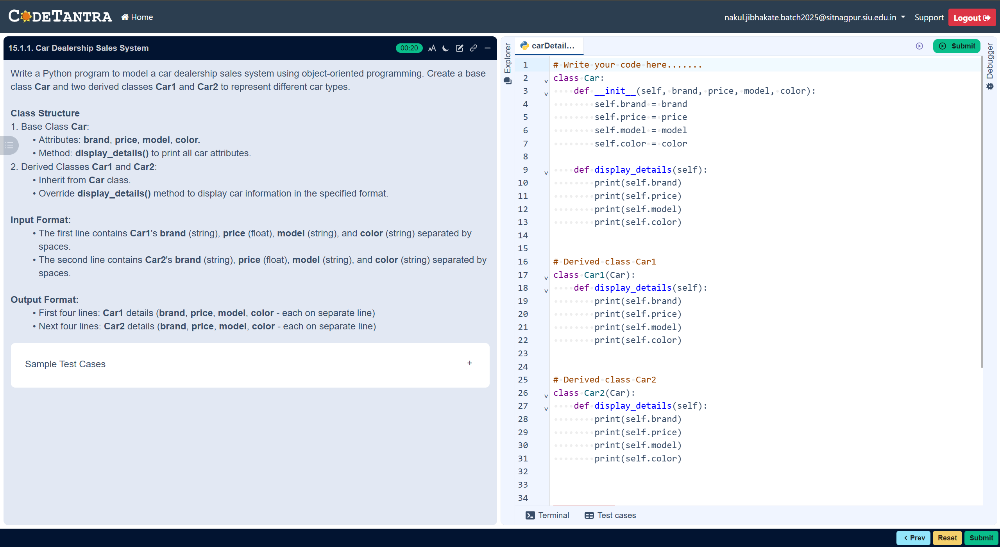 CODETANTRA
Home
nakul.jibhakate.batch2025@sitnagpur.siu.edu.in
Support
Logout
15.1.1. Car Dealership Sales System
00:20
Write a Python program to model a car dealership sales system using object-oriented programming. Create a base
class Car and two derived classes Car1 and Car2 to represent different car types.
Class Structure
1. Base Class Car:
• Attributes: brand, price, model, color.
• Method: display_details() to print all car attributes.
2. Derived Classes Car1 and Car2:
• Inherit from Car class.
• Override display_details() method to display car information in the specified format.
Input Format:
• The first line contains Car1's brand (string), price (float), model (string), and color (string) separated by
spaces.
• The second line contains Car2's brand (string), price (float), model (string), and color (string) separated by
spaces.
Output Format:
• First four lines: Car1 details (brand, price, model, color - each on separate line)
• Next four lines: Car2 details (brand, price, model, color - each on separate line)
Sample Test Cases
+
Explorer
carDetail...
Submit
Debugger
1 # Write your code here.......
2 class Car:
3     def __init__(self, brand, price, model, color):
4         self.brand = brand
5         self.price = price
6         self.model = model
7         self.color = color
8
9     def display_details(self):
10         print(self.brand)
11         print(self.price)
12         print(self.model)
13         print(self.color)
14
15
16 # Derived class Car1
17 class Car1(Car):
18     def display_details(self):
19         print(self.brand)
20         print(self.price)
21         print(self.model)
22         print(self.color)
23
24
25 # Derived class Car2
26 class Car2(Car):
27     def display_details(self):
28         print(self.brand)
29         print(self.price)
30         print(self.model)
31         print(self.color)
32
33
34
Terminal
Test cases
< Prev
Reset
Submit